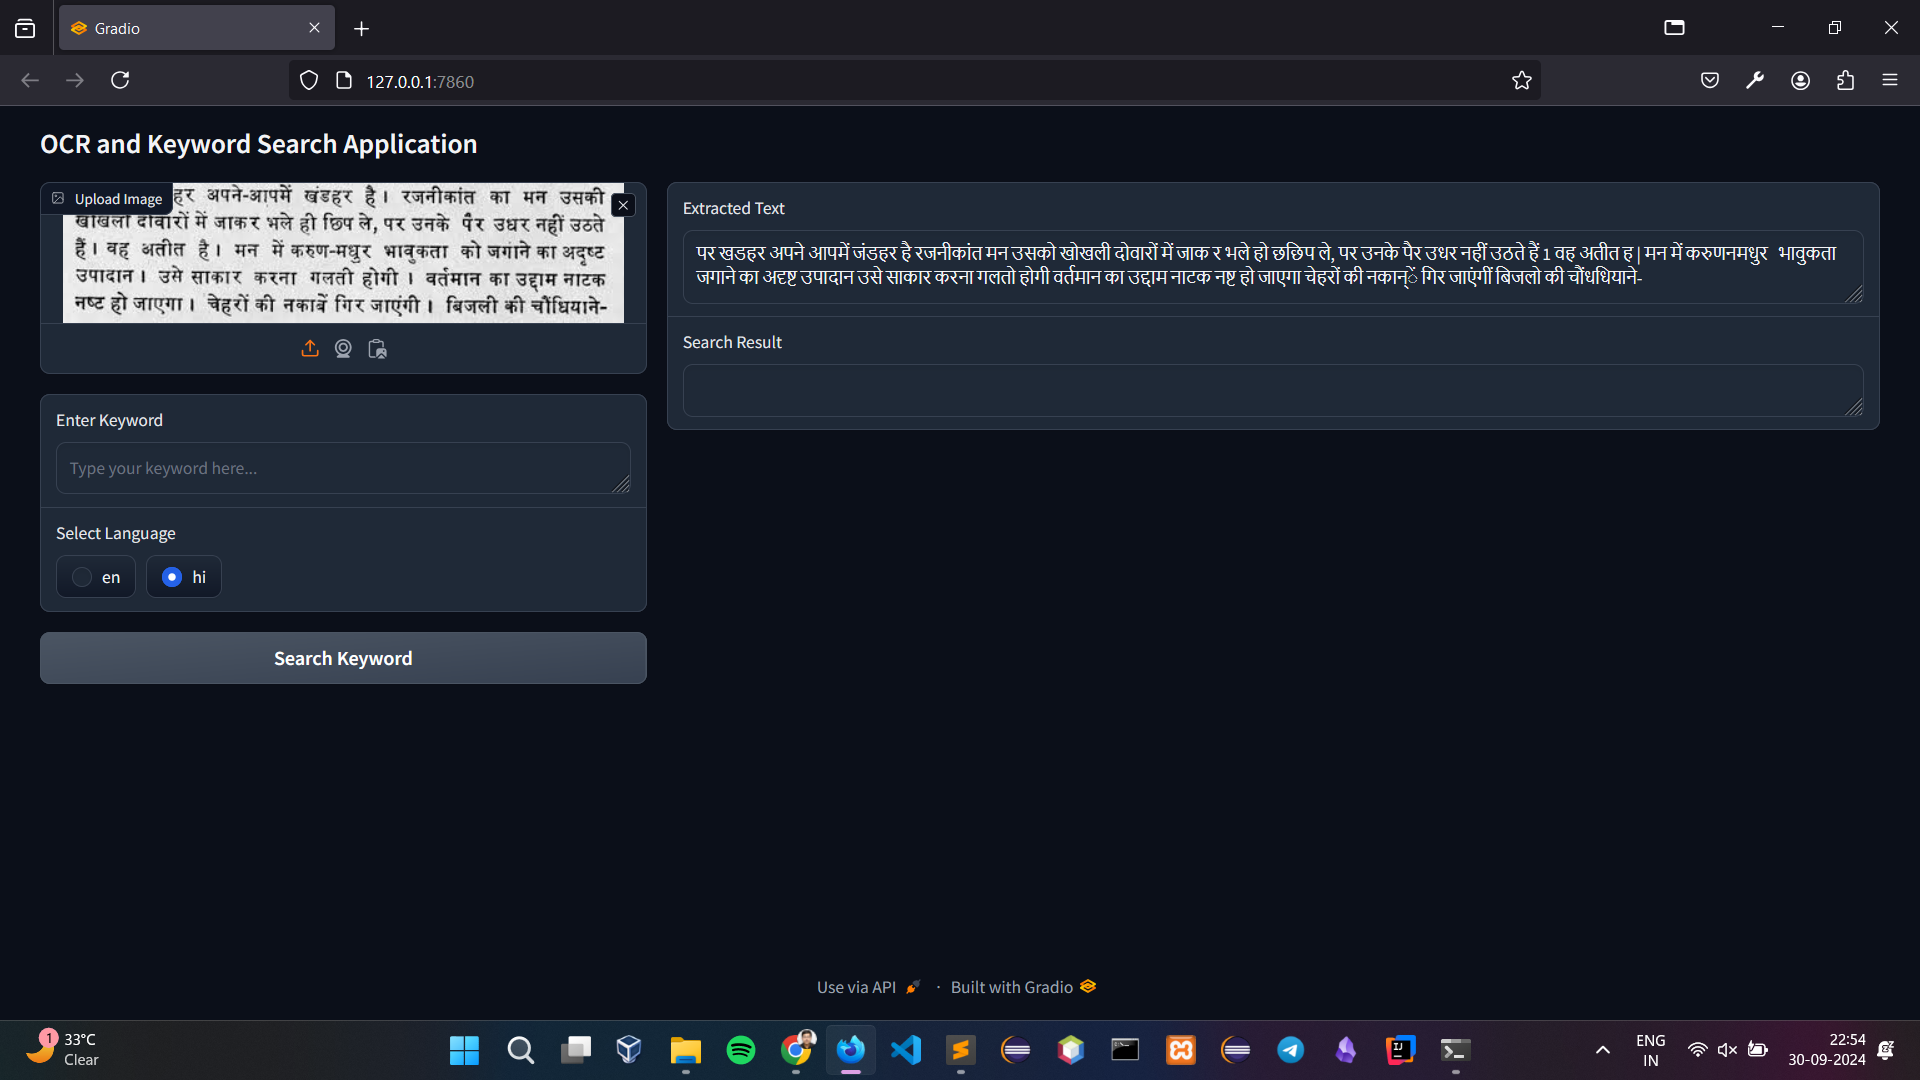 Gradio
127.0.0.1:7860
OCR and Keyword Search Application
Upload Image
हर अपने-आपमें खंडहर है। रजनीकांत का मन उसकी
खोखली दीवारों में जाकर भले ही छिप ले, पर उनके पैर उधर नहीं उठते
हैं। वह अतीत है। मन में करुण-मधुर भावुकता को जगाने का अदृष्ट
उपादान। उसे साकार करना गलती होगी। वर्तमान का उद्दाम नाटक
नष्ट हो जाएगा। चेहरों की नकाबें गिर जाएंगी। बिजली की चौंधियाने-
Enter Keyword
Type your keyword here...
Select Language
en
hi
Search Keyword
Extracted Text
पर खडहर अपने आपमें जंडहर है रजनीकांत मन उसको खोखली दोवारों में जाक र भले हो छछिप ले, पर उनके पैर उधर नहीं उठते हैं 1 वह अतीत ह | मन में करुणनमधुर भावुकता
जगाने का अदृष्ट उपादान उसे साकार करना गलतो होगी वर्तमान का उद्दाम नाटक नष्ट हो जाएगा चेहरों की नकान्ें गिर जाएंगीं बिजलो की चौंधधियाने-
Search Result
Use via API · Built with Gradio
1
33°C
Clear
ENG
IN
22:54
30-09-2024